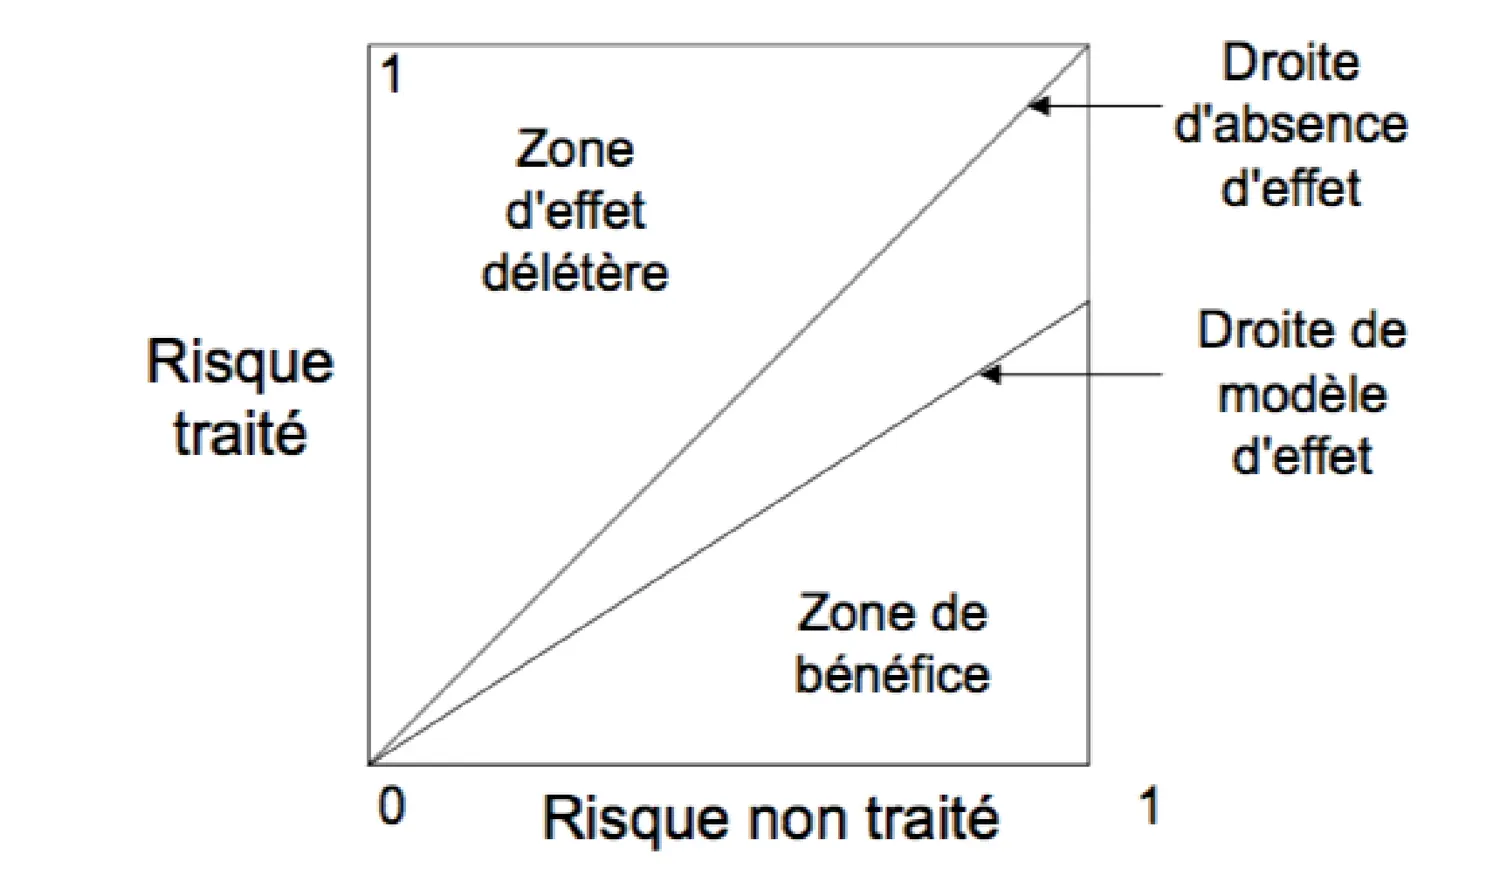 1
Zone
d'effet
délétère
Droite
d'absence
d'effet
Risque
traité
Droite de
modèle
d'effet
Zone de
bénéfice
0
Risque non traité
1